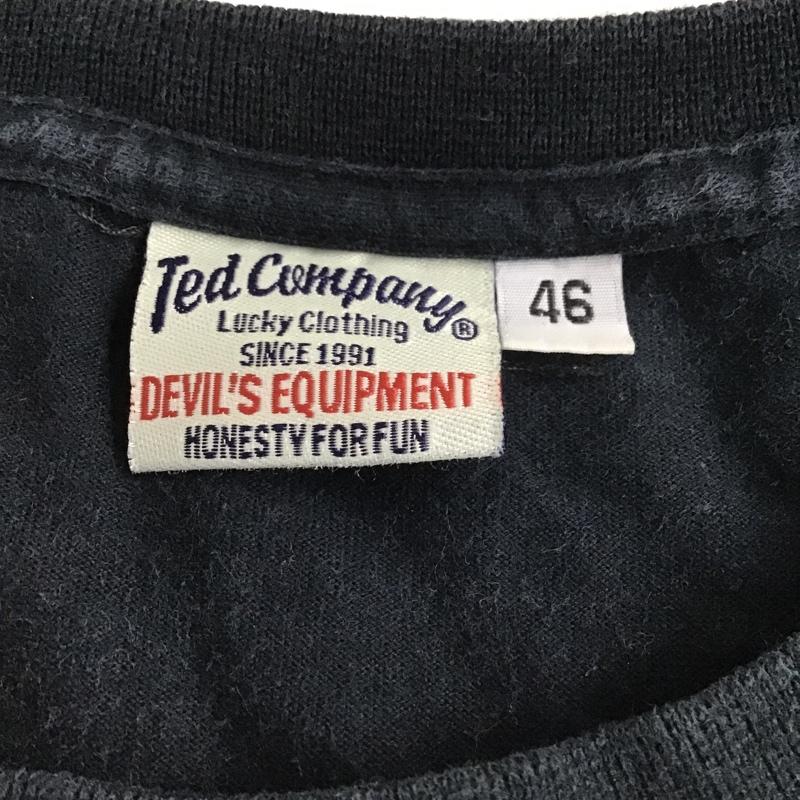 Ted Company
Lucky Clothing ®
SINCE 1991
DEVIL'S EQUIPMENT
HONESTY FOR FUN
46